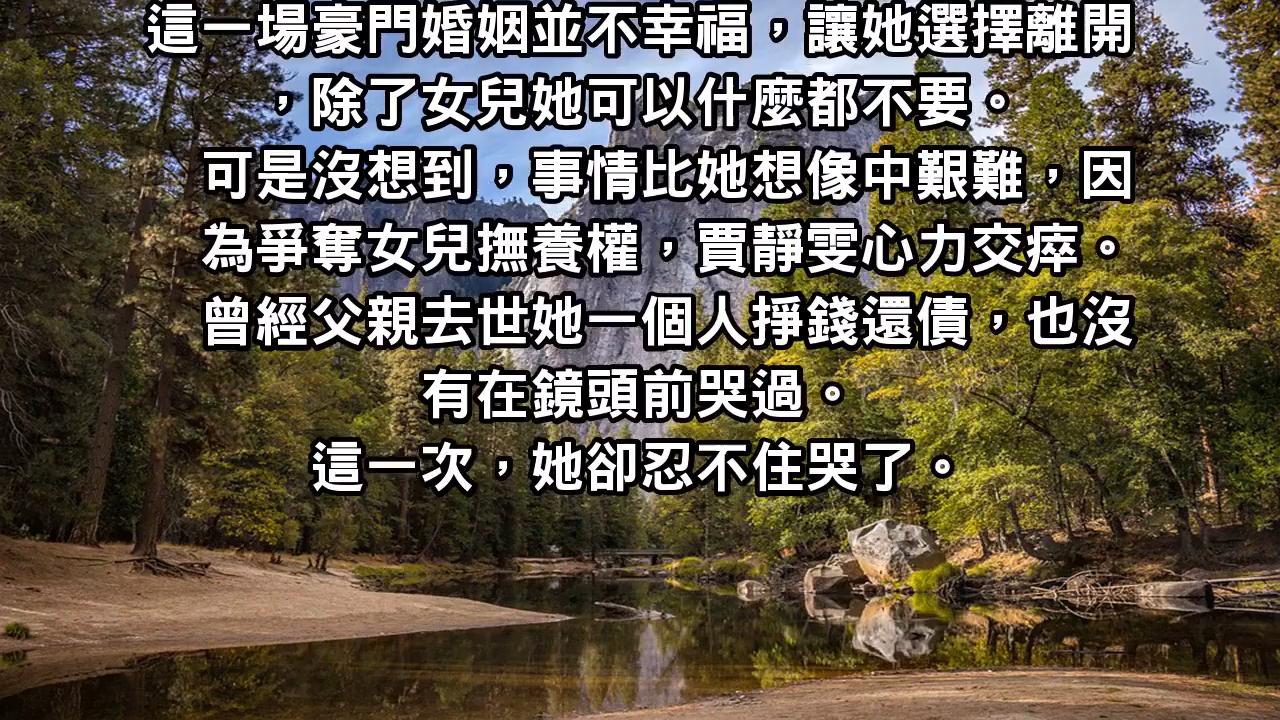 這一場豪門婚姻並不幸福，讓她選擇離開
，除了女兒她可以什麼都不要。
可是沒想到，事情比她想像中艱難，因
為爭奪女兒撫養權，賈靜雯心力交瘁。
曾經父親去世她一個人掙錢還債，也沒
有在鏡頭前哭過。
這一次，她卻忍不住哭了。